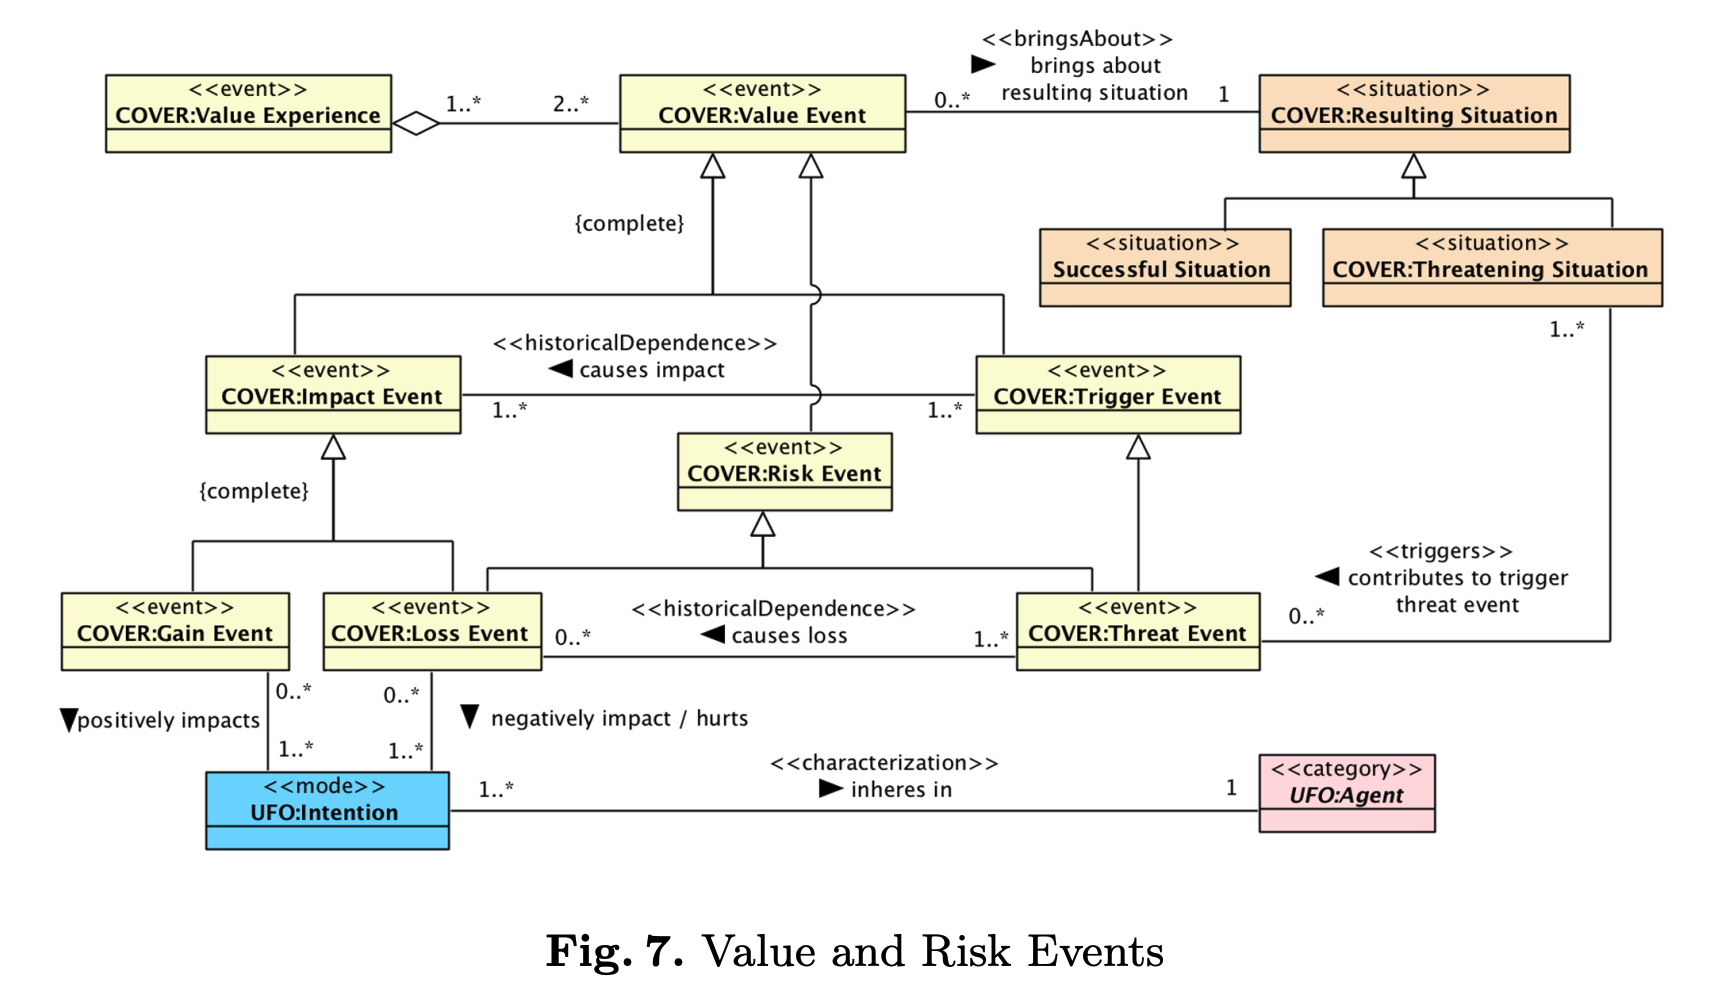 <<bringsAbout>>
brings about
resulting situation
<<event>>
COVER:Value Experience
1..*
2..*
<<event>>
COVER:Value Event
0..*
1
<<situation>>
COVER:Resulting Situation
{complete}
<<situation>>
Successful Situation
<<situation>>
COVER:Threatening Situation
1..*
<<event>>
COVER:Impact Event
<<historicalDependence>>
causes impact
1..*
1..*
<<event>>
COVER:Trigger Event
<<event>>
COVER:Risk Event
{complete}
<<triggers>>
contributes to trigger
threat event
0..*
<<event>>
COVER:Gain Event
<<event>>
COVER:Loss Event
<<historicalDependence>>
causes loss
0..*
1..*
<<event>>
COVER:Threat Event
0..*
positively impacts
1..*
0..*
negatively impact / hurts
1..*
<<mode>>
UFO:Intention
1..*
<<characterization>>
inheres in
1
<<category>>
UFO:Agent
Fig. 7. Value and Risk Events